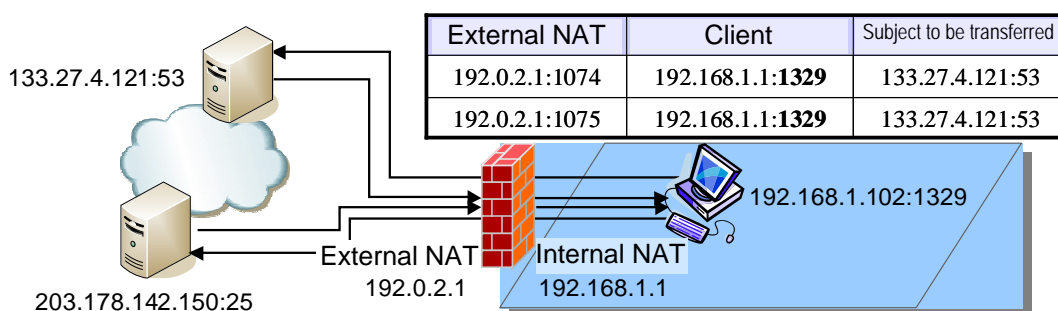 External NAT Client Subject to be transferred
192.0.2.1:1074 192.168.1.1:1329 133.27.4.121:53
192.0.2.1:1075 192.168.1.1:1329 133.27.4.121:53
133.27.4.121:53
192.168.1.102:1329
External NAT
192.0.2.1
Internal NAT
192.168.1.1
203.178.142.150:25